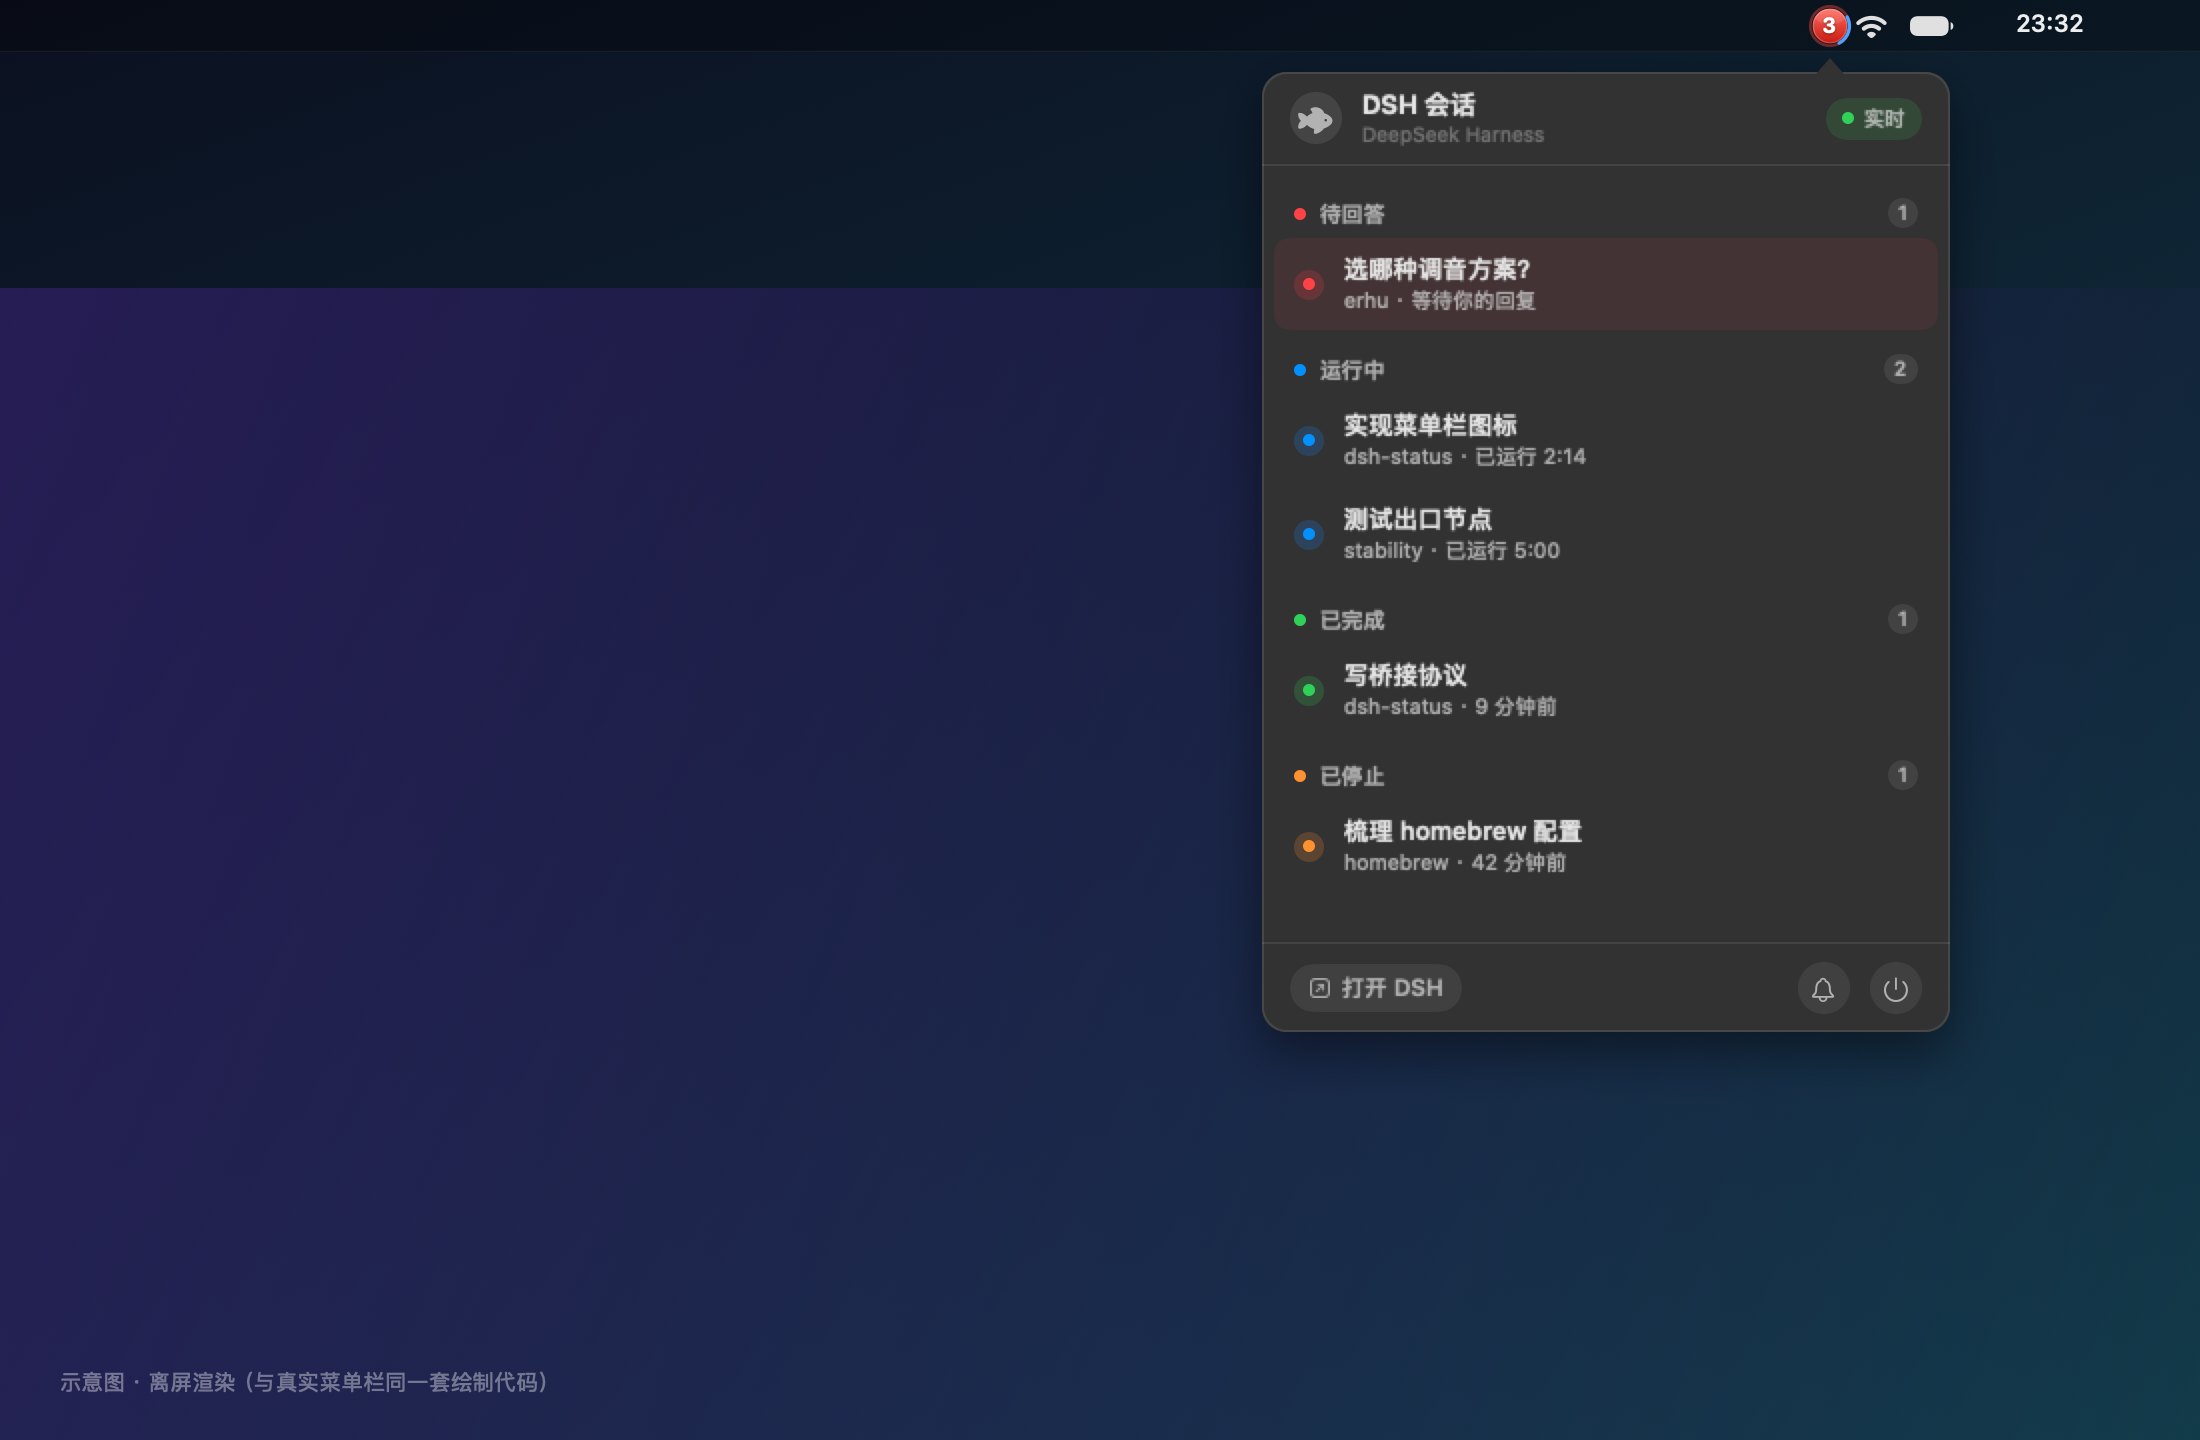 3
23:32
DSH 会话
DeepSeek Harness
实时
待回答
1
选哪种调音方案?
erhu · 等待你的回复
运行中
2
实现菜单栏图标
dsh-status · 已运行 2:14
测试出口节点
stability · 已运行 5:00
已完成
1
写桥接协议
dsh-status · 9 分钟前
已停止
1
梳理 homebrew 配置
homebrew · 42 分钟前
打开 DSH
示意图 · 离屏渲染（与真实菜单栏同一套绘制代码）